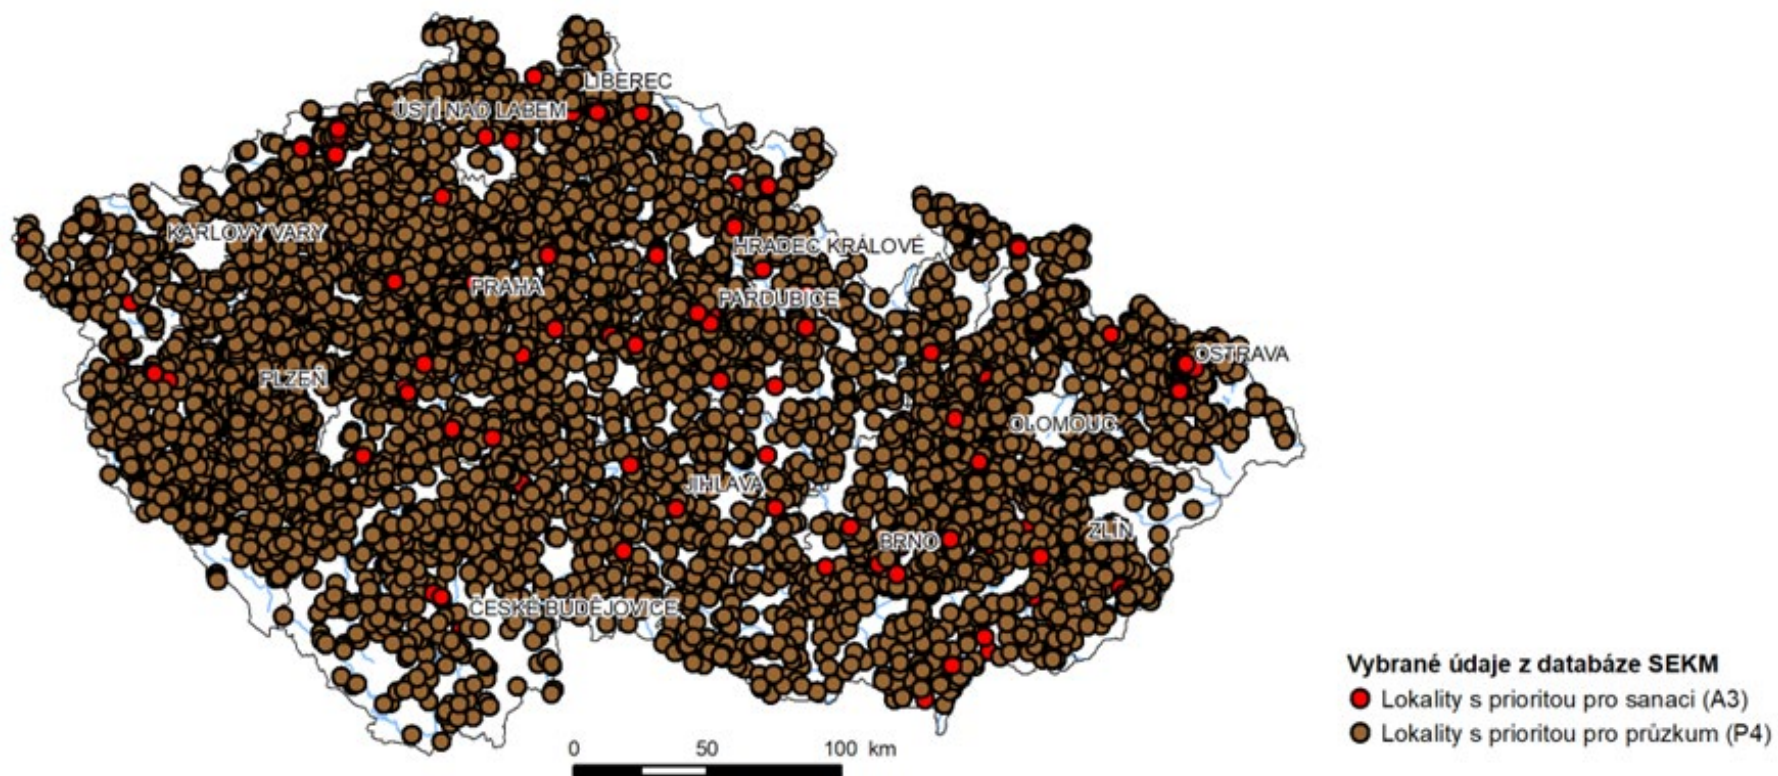 LIBEREC
ÚSTÍ NAD LABEM
KARLOVY VARY
HRADEC KRÁLOVÉ
PRAHA
PARDUBICE
OSTRAVA
PLZEŇ
OLOMOUC
JIHLAVA
ZLÍN
BRNO
ČESKÉ BUDĚJOVICE
Vybrané údaje z databáze SEKM
Lokality s prioritou pro sanaci (A3)
Lokality s prioritou pro průzkum (P4)
0 50 100 km